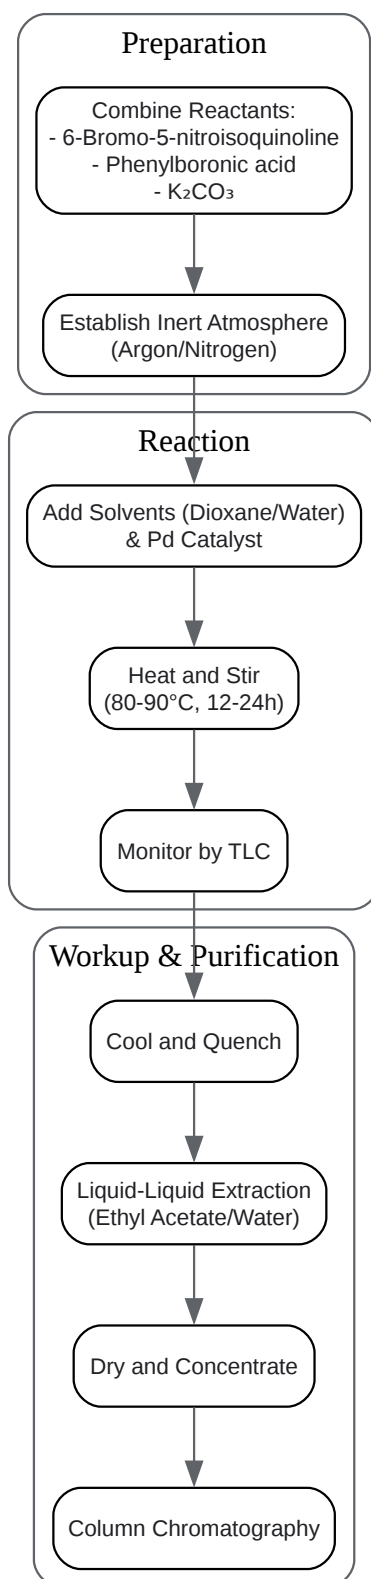 Preparation
Combine Reactants:
- 6-Bromo-5-nitroisoquinoline
- Phenylboronic acid
- K₂CO₃
Establish Inert Atmosphere
(Argon/Nitrogen)
Reaction
Add Solvents (Dioxane/Water)
& Pd Catalyst
Heat and Stir
(80-90°C, 12-24h)
Monitor by TLC
Workup & Purification
Cool and Quench
Liquid-Liquid Extraction
(Ethyl Acetate/Water)
Dry and Concentrate
Column Chromatography